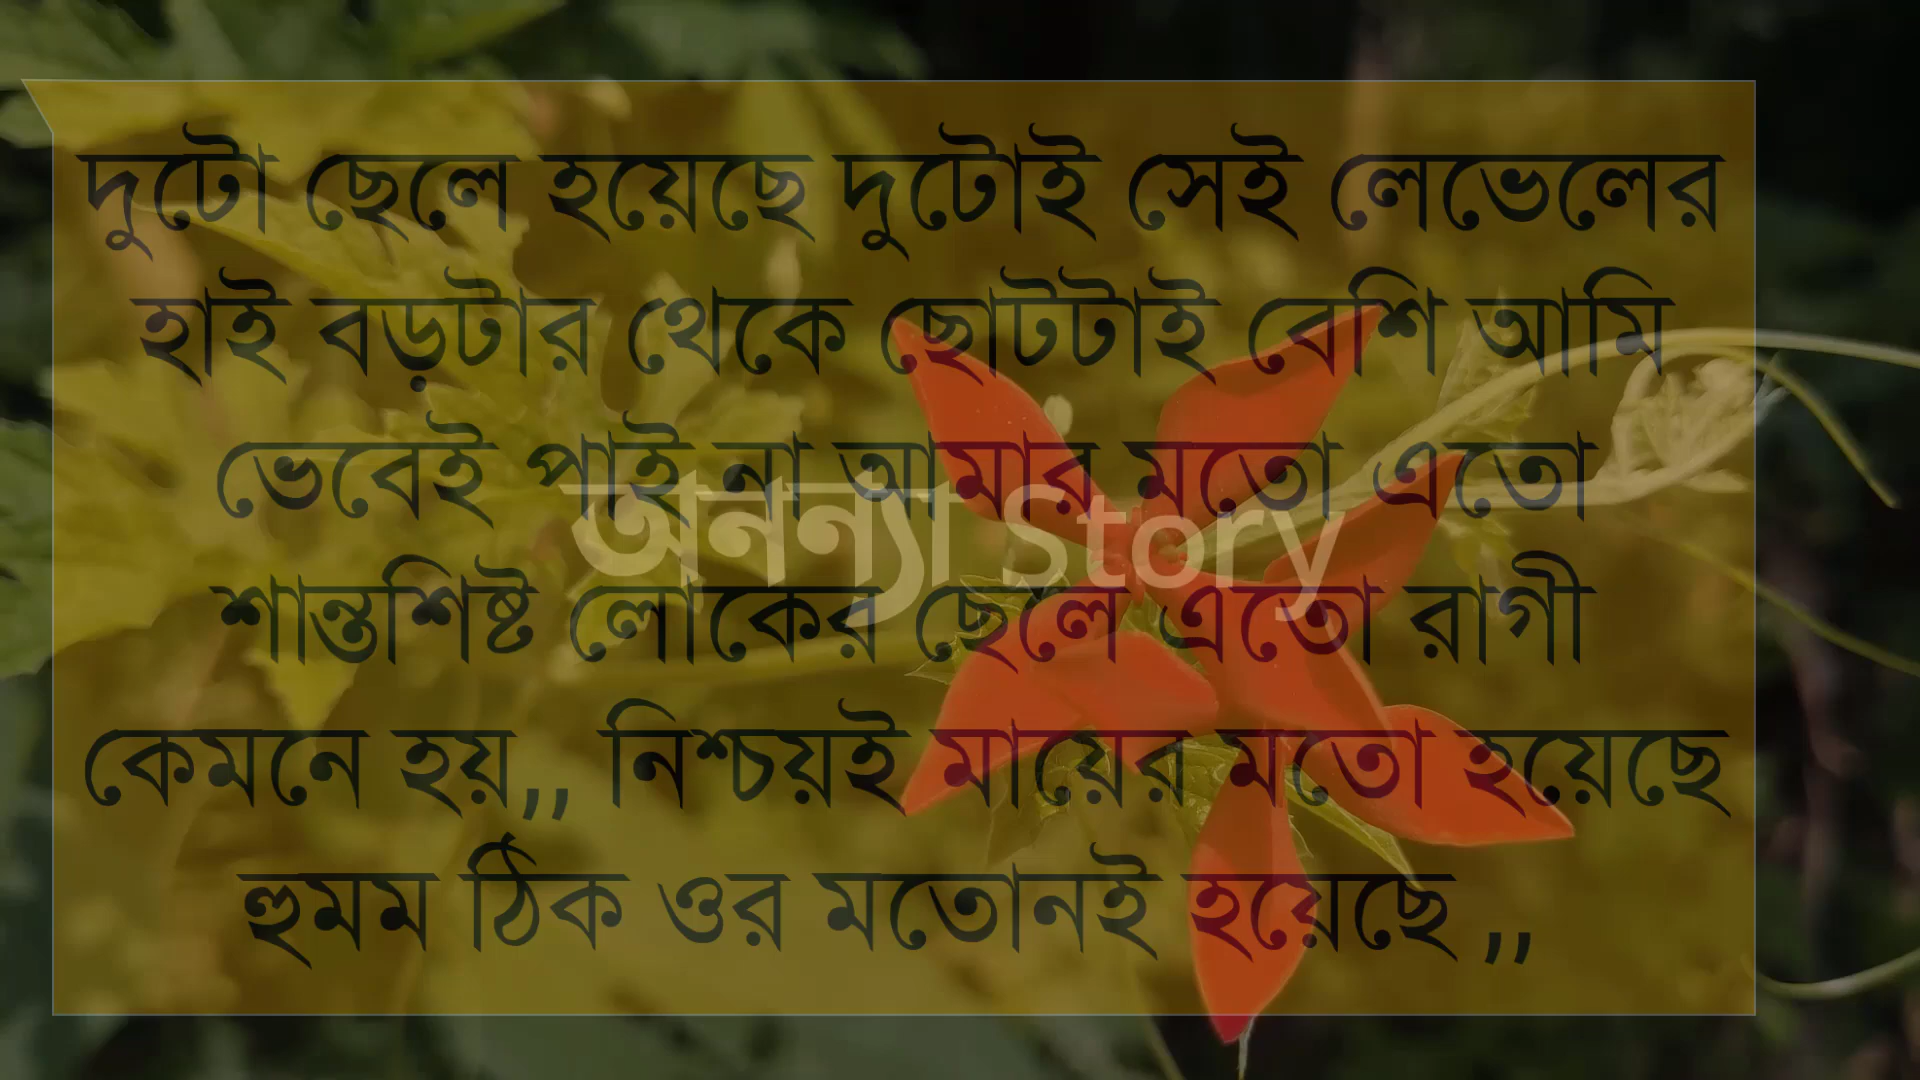 দুটো ছেলে হয়েছে দুটোই সেই লেভেলের
হাই বড়টার থেকে ছোটটাই বেশি আমি
ভেবেই পাই না আমার মতো এতো
অনন্যা Story
শান্তশিষ্ট লোকের ছেলে এতো রাগী
কেমনে হয়,, নিশ্চয়ই মায়ের মতো হয়েছে
হুমম ঠিক ওর মতোনই হয়েছে ,,